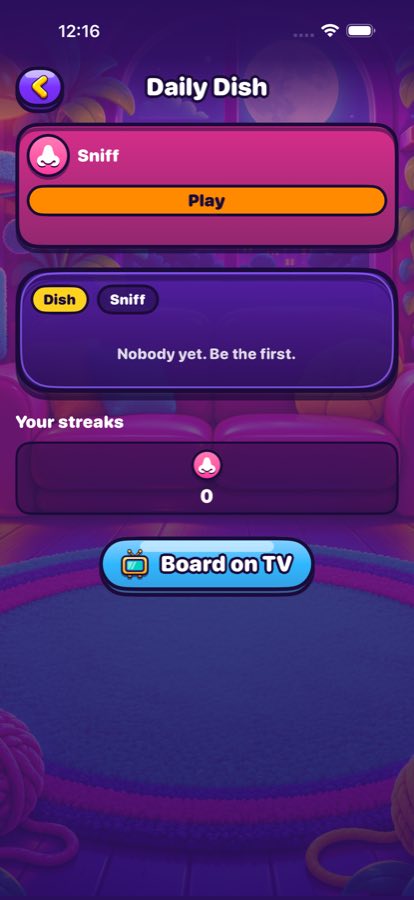 12:16
Daily Dish
Sniff
Play
Dish Sniff
Nobody yet. Be the first.
Your streaks
0
Board on TV